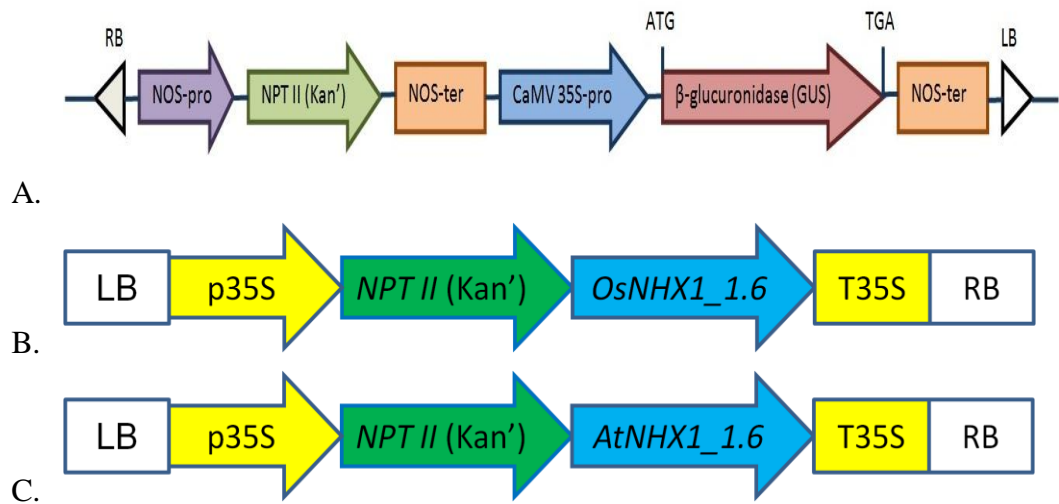 RB ATG TGA LB
NOS-pro NPT II (Kan’) NOS-ter CaMV 35S-pro β-glucuronidase (GUS) NOS-ter
A.
LB p35S NPT II (Kan’) OsNHX1_1.6 T35S RB
B.
LB p35S NPT II (Kan’) AtNHX1_1.6 T35S RB
C.